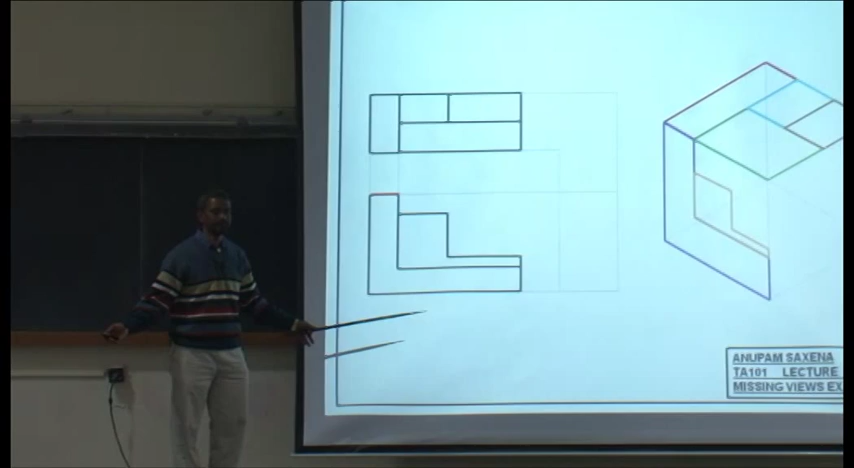 ANUPAM SAXENA
TA101 LECTURE
MISSING VIEWS EX